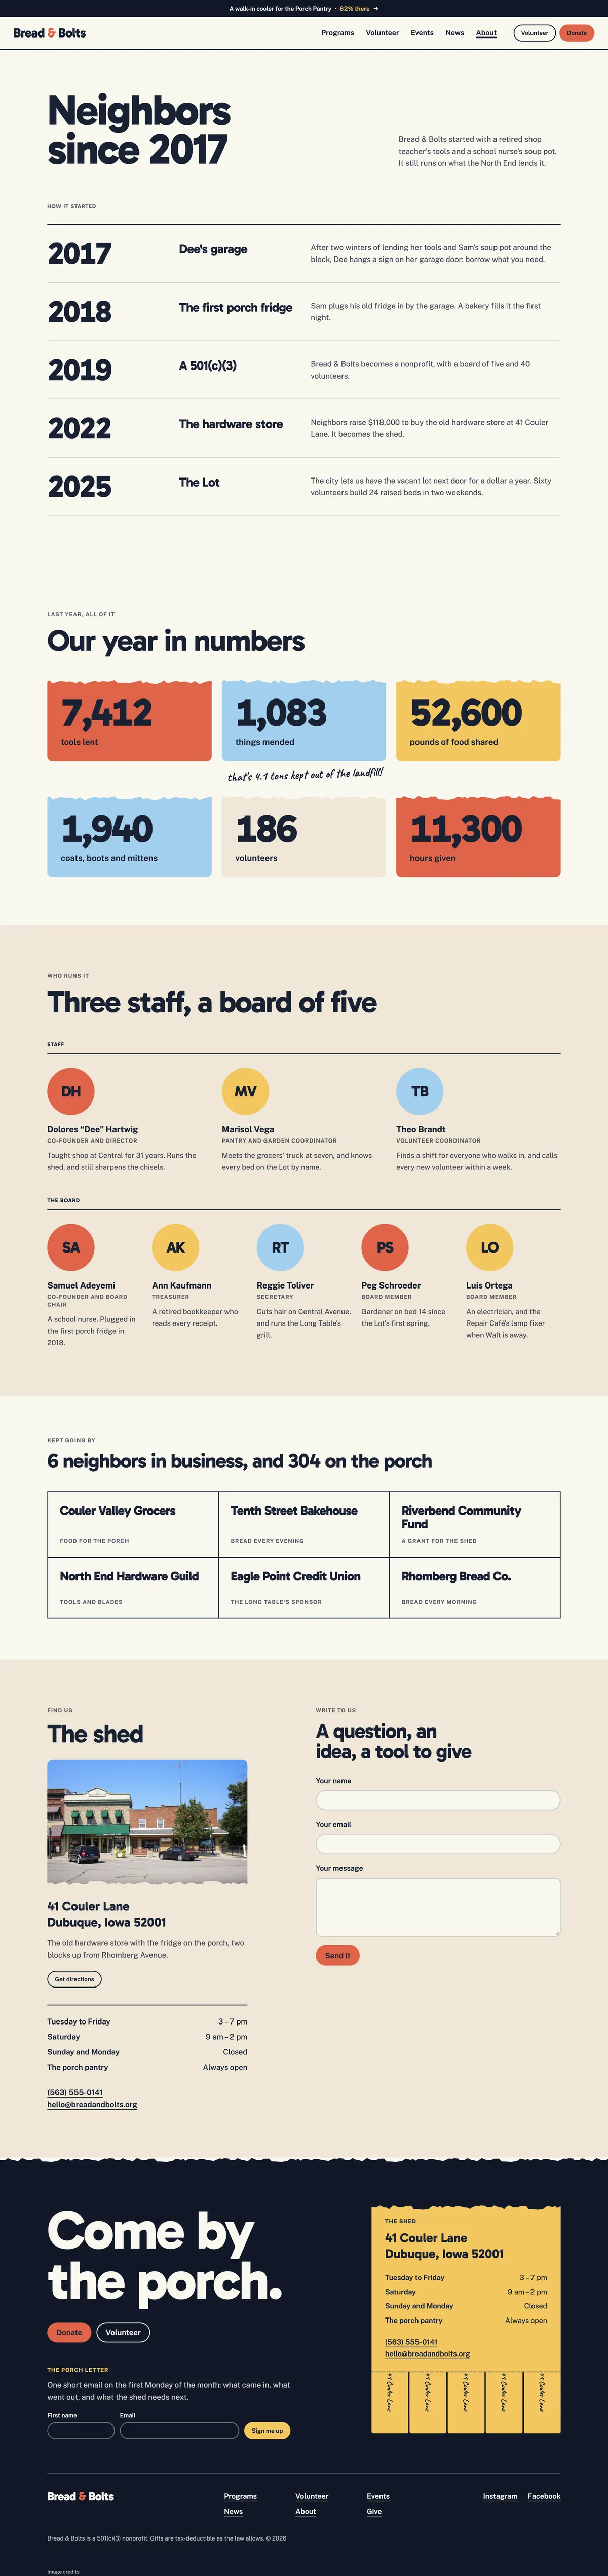 A walk-in cooler for the Porch Pantry · 62% there →
Bread & Bolts
Programs Volunteer Events News About Volunteer Donate
Neighbors
since 2017
Bread & Bolts started with a retired shop
teacher's tools and a school nurse's soup pot.
It still runs on what the North End lends it.
HOW IT STARTED
2017 Dee's garage
After two winters of lending her tools and Sam's soup pot around the
block, Dee hangs a sign on her garage door: borrow what you need.
2018 The first porch fridge
Sam plugs his old fridge in by the garage. A bakery fills it the first
night.
2019 A 501(c)(3)
Bread & Bolts becomes a nonprofit, with a board of five and 40
volunteers.
2022 The hardware store
Neighbors raise $118,000 to buy the old hardware store at 41 Couler
Lane. It becomes the shed.
2025 The Lot
The city lets us have the vacant lot next door for a dollar a year. Sixty
volunteers build 24 raised beds in two weekends.
LAST YEAR, ALL OF IT
Our year in numbers
7,412
tools lent
1,083
things mended
52,600
pounds of food shared
that's 4.1 tons kept out of the landfill!
1,940
coats, boots and mittens
186
volunteers
11,300
hours given
WHO RUNS IT
Three staff, a board of five
STAFF
DH
Dolores “Dee” Hartwig
CO-FOUNDER AND DIRECTOR
Taught shop at Central for 31 years. Runs the
shed, and still sharpens the chisels.
MV
Marisol Vega
PANTRY AND GARDEN COORDINATOR
Meets the grocers' truck at seven, and knows
every bed on the Lot by name.
TB
Theo Brandt
VOLUNTEER COORDINATOR
Finds a shift for everyone who walks in, and calls
every new volunteer within a week.
THE BOARD
SA
Samuel Adeyemi
CO-FOUNDER AND BOARD
CHAIR
A school nurse. Plugged in
the first porch fridge in
2018.
AK
Ann Kaufmann
TREASURER
A retired bookkeeper who
reads every receipt.
RT
Reggie Toliver
SECRETARY
Cuts hair on Central Avenue,
and runs the Long Table's
grill.
PS
Peg Schroeder
BOARD MEMBER
Gardener on bed 14 since
the Lot's first spring.
LO
Luis Ortega
BOARD MEMBER
An electrician, and the
Repair Café's lamp fixer
when Walt is away.
KEPT GOING BY
6 neighbors in business, and 304 on the porch
Couler Valley Grocers
FOOD FOR THE PORCH
Tenth Street Bakehouse
BREAD EVERY EVENING
Riverbend Community
Fund
A GRANT FOR THE SHED
North End Hardware Guild
TOOLS AND BLADES
Eagle Point Credit Union
THE LONG TABLE'S SPONSOR
Rhomberg Bread Co.
BREAD EVERY MORNING
FIND US
The shed
41 Couler Lane
Dubuque, Iowa 52001
The old hardware store with the fridge on the porch, two
blocks up from Rhomberg Avenue.
Get directions
Tuesday to Friday 3 – 7 pm
Saturday 9 am – 2 pm
Sunday and Monday Closed
The porch pantry Always open
(563) 555-0141
hello@breadandbolts.org
WRITE TO US
A question, an
idea, a tool to give
Your name
Your email
Your message
Send it
Come by
the porch.
Donate Volunteer
THE PORCH LETTER
One short email on the first Monday of the month: what came in, what
went out, and what the shed needs next.
First name Email
Sign me up
THE SHED
41 Couler Lane
Dubuque, Iowa 52001
Tuesday to Friday 3 – 7 pm
Saturday 9 am – 2 pm
Sunday and Monday Closed
The porch pantry Always open
(563) 555-0141
hello@breadandbolts.org
41 Couler Lane
41 Couler Lane
41 Couler Lane
41 Couler Lane
41 Couler Lane
Bread & Bolts
Programs Volunteer Events
News About Give
Instagram Facebook
Bread & Bolts is a 501(c)(3) nonprofit. Gifts are tax-deductible as the law allows. © 2026
Image credits